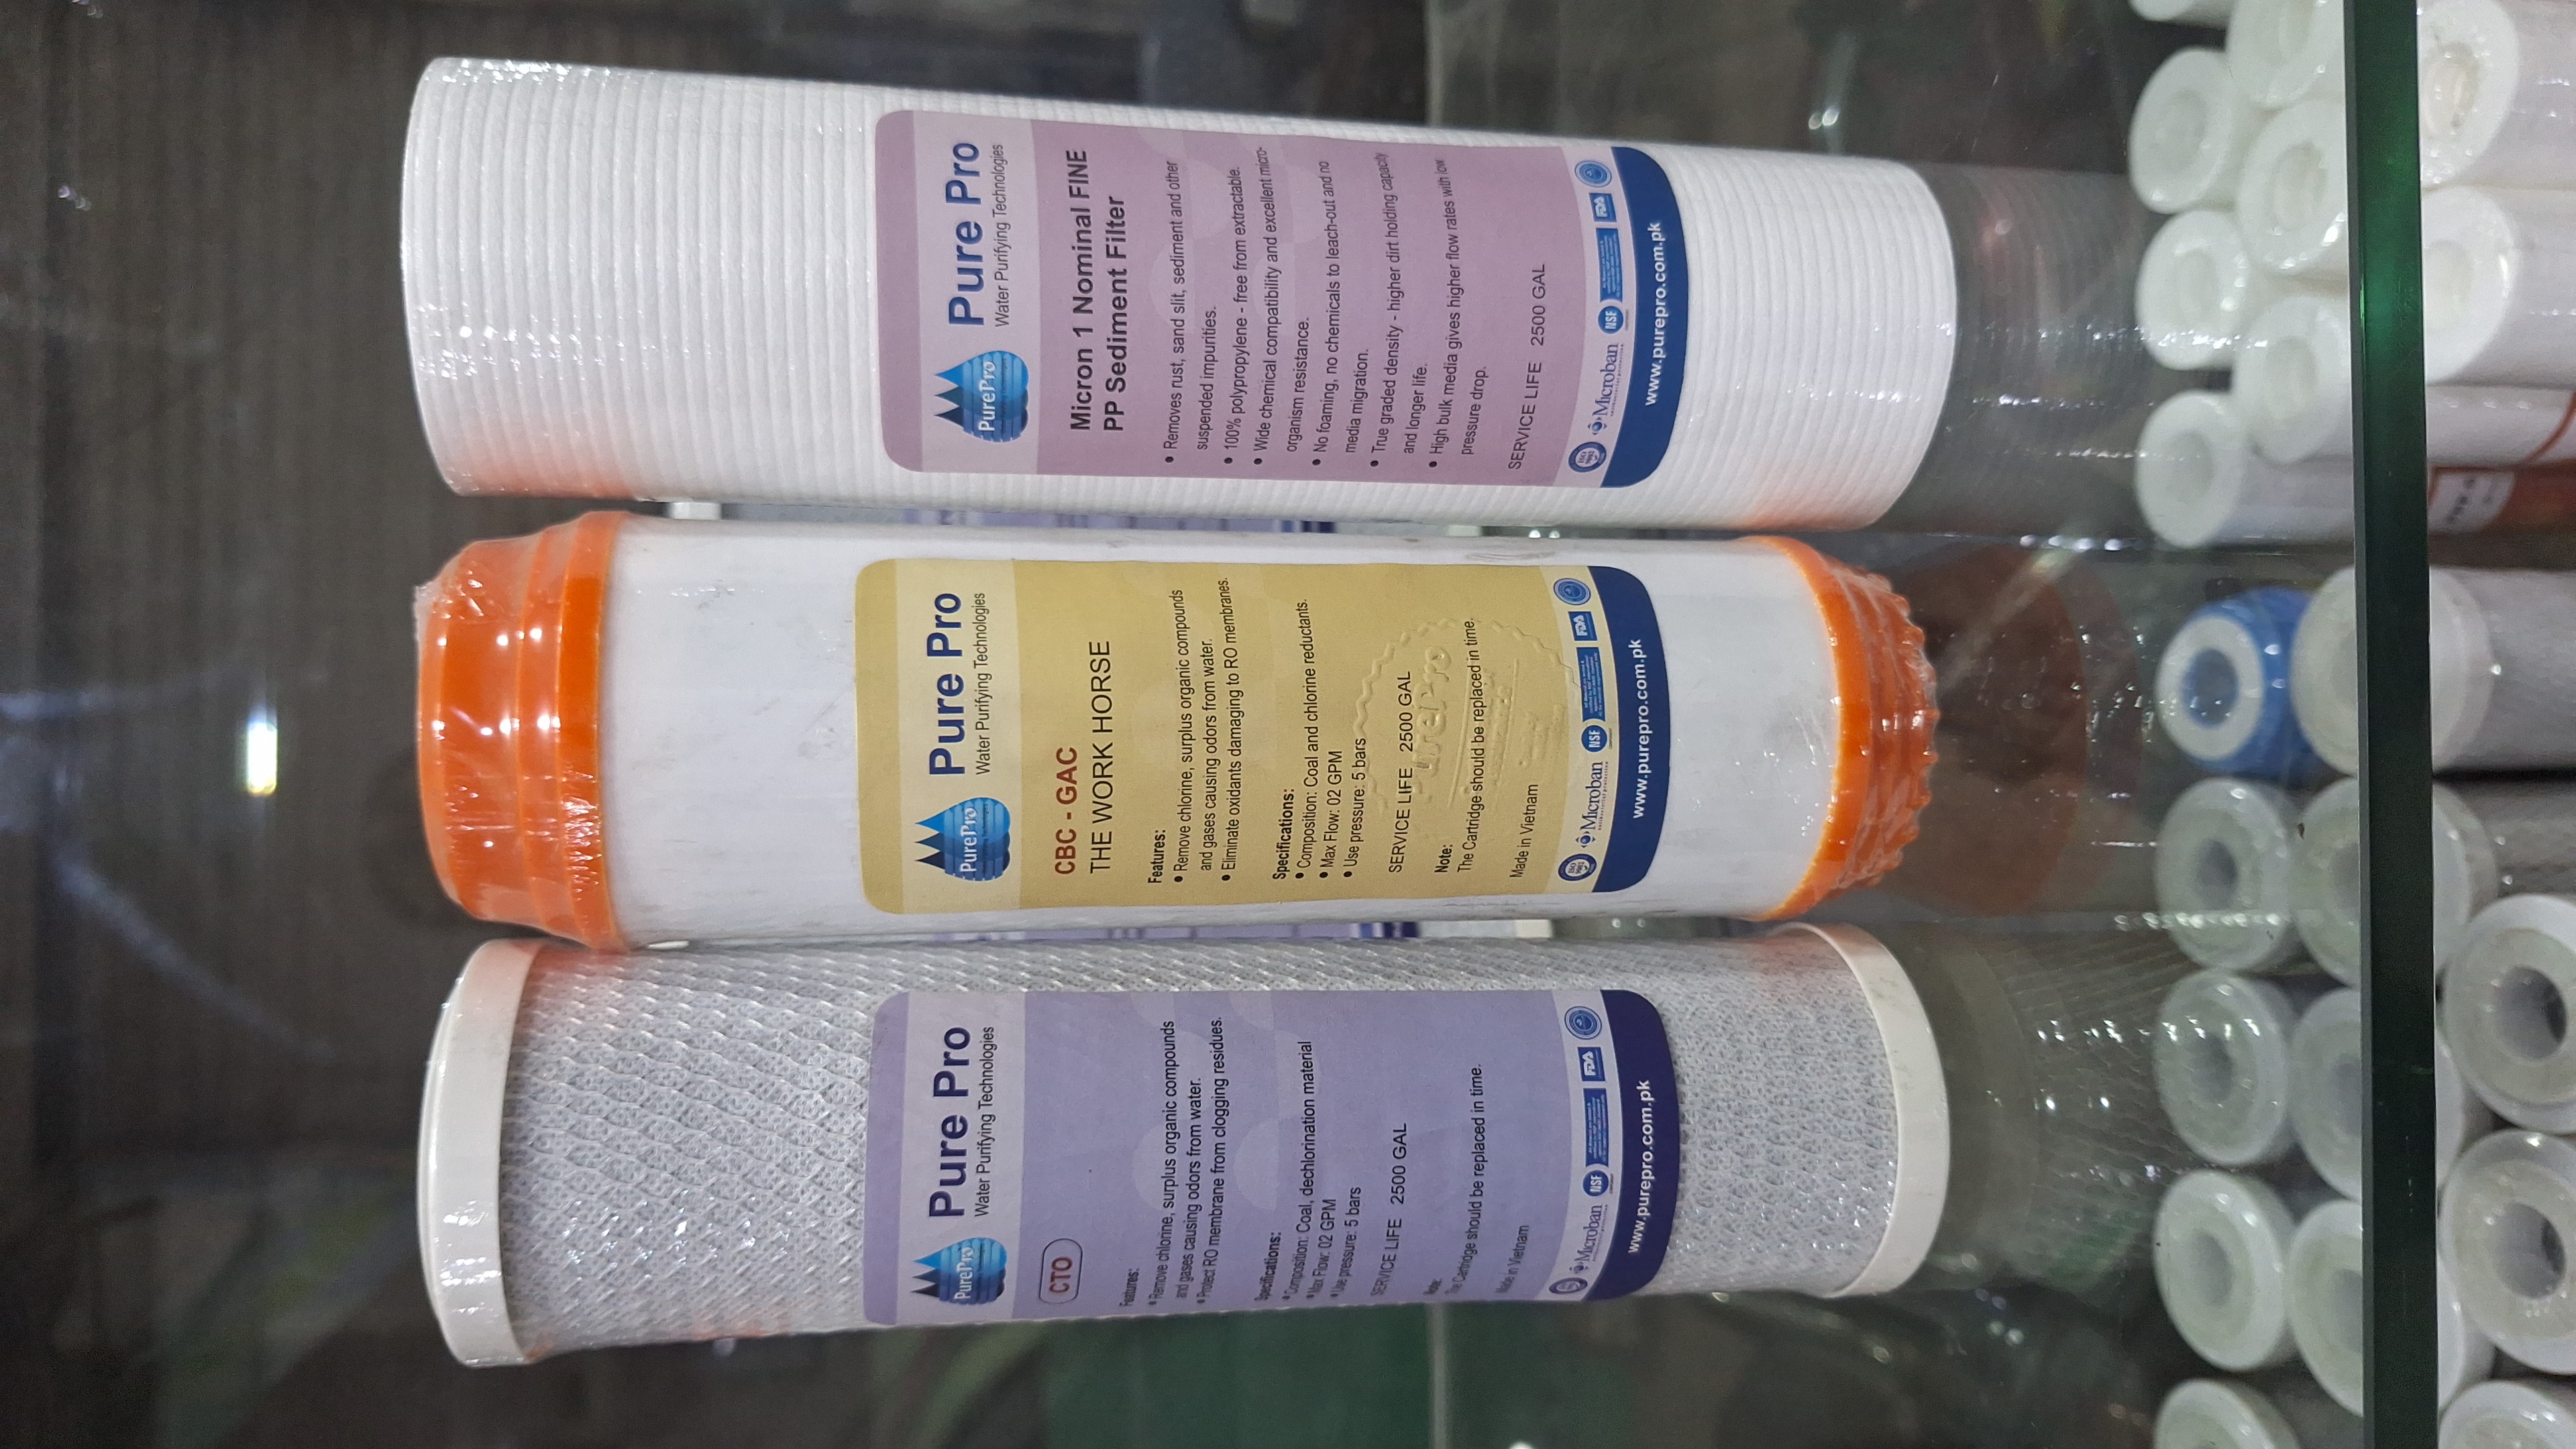 PurePro
Pure Pro
Water Purifying Technologies
CTO
Features:
• Remove chlorine, surplus organic compounds
and gases causing odors from water.
• Protect RO membrane from clogging residues.
Specifications:
• Composition: Coal, dechlorination material
• Max Flow: 02 GPM
• Use pressure: 5 bars
SERVICE LIFE 2500 GAL
Note:
The Cartridge should be replaced in time.
Made in Vietnam
Microban
NSF
FDA
www.purepro.com.pk
PurePro
Pure Pro
Water Purifying Technologies
CBC - GAC
THE WORK HORSE
Features:
• Remove chlorine, surplus organic compounds
and gases causing odors from water.
• Eliminate oxidants damaging to RO membranes.
Specifications:
• Composition: Coal and chlorine reductants.
• Max Flow: 02 GPM
• Use pressure: 5 bars
SERVICE LIFE 2500 GAL
PurePro
Note:
The Cartridge should be replaced in time.
Made in Vietnam
ISO
Microban
antibacterial protection
NSF
FDA
www.purepro.com.pk
PurePro
Pure Pro
Water Purifying Technologies
Micron 1 Nominal FINE
PP Sediment Filter
• Removes rust, sand slit, sediment and other
suspended impurities.
• 100% polypropylene - free from extractable.
• Wide chemical compatibility and excellent micro-
organism resistance.
• No foaming, no chemicals to leach-out and no
media migration.
• True graded density - higher dirt holding capacity
and longer life.
• High bulk media gives higher flow rates with low
pressure drop.
SERVICE LIFE 2500 GAL
ISO
Microban
antibacterial protection
NSF
FDA
www.purepro.com.pk